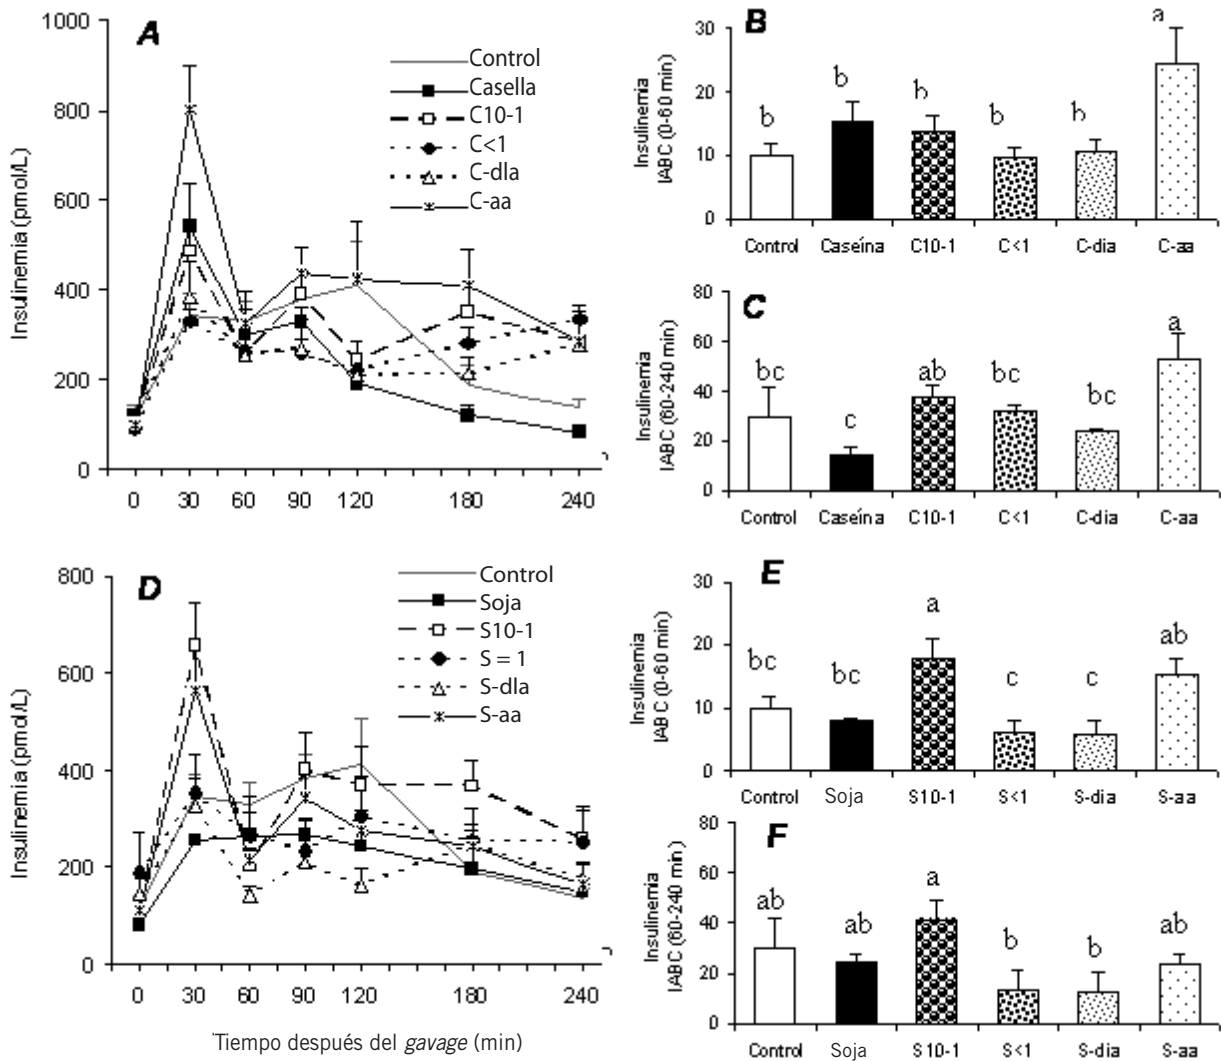 A
1000
800
600
400
200
0
Insulinemia (pmol/L)
Control
Casella
C10-1
C<1
C-dla
C-aa
0 30 60 90 120 180 240
B
30
20
10
0
Insulinemia
IABC (0-60 min)
b b b b b a
Control Caseína C10-1 C<1 C-dia C-aa
C
80
60
40
20
0
Insulinemia
IABC (60-240 min)
bc c ab bc bc a
Control Caseína C10-1 C<1 C-dia C-aa
D
800
600
400
200
0
Insulinemia (pmol/L)
Control
Soja
S10-1
S = 1
S-dla
S-aa
0 30 60 90 120 180 240
Tiempo después del gavage (min)
E
30
20
10
0
Insulinemia
IABC (0-60 min)
bc bc a c c ab
Control Soja S10-1 S<1 S-dia S-aa
F
80
60
40
20
0
Insulinemia
IABC (60-240 min)
ab ab a b b ab
Control Soja S10-1 S<1 S-dia S-aa